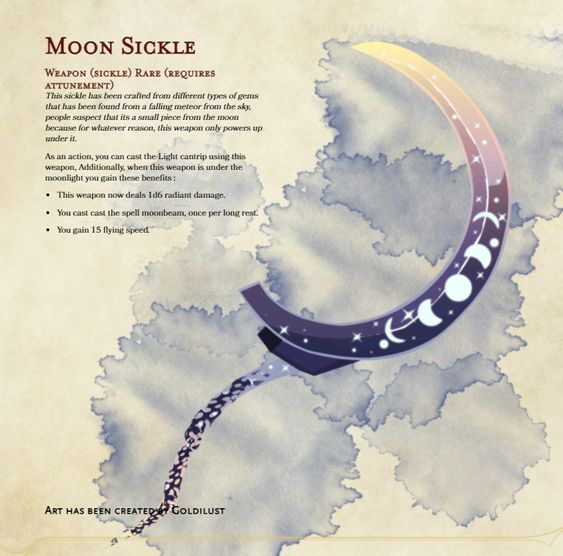 Moon Sickle
Weapon (sickle) Rare (requires
attunement)
This sickle has been crafted from different types of gems
that has been found from a falling meteor from the sky,
people suspect that its a small piece from the moon
because for whatever reason, this weapon only powers up
under it.
As an action, you can cast the Light cantrip using this
weapon, Additionally, when this weapon is under the
moonlight you gain these benefits :
• This weapon now deals 1d6 radiant damage.
• You cast cast the spell moonbeam, once per long rest.
• You gain 15 flying speed.
Art has been created by Goldilust